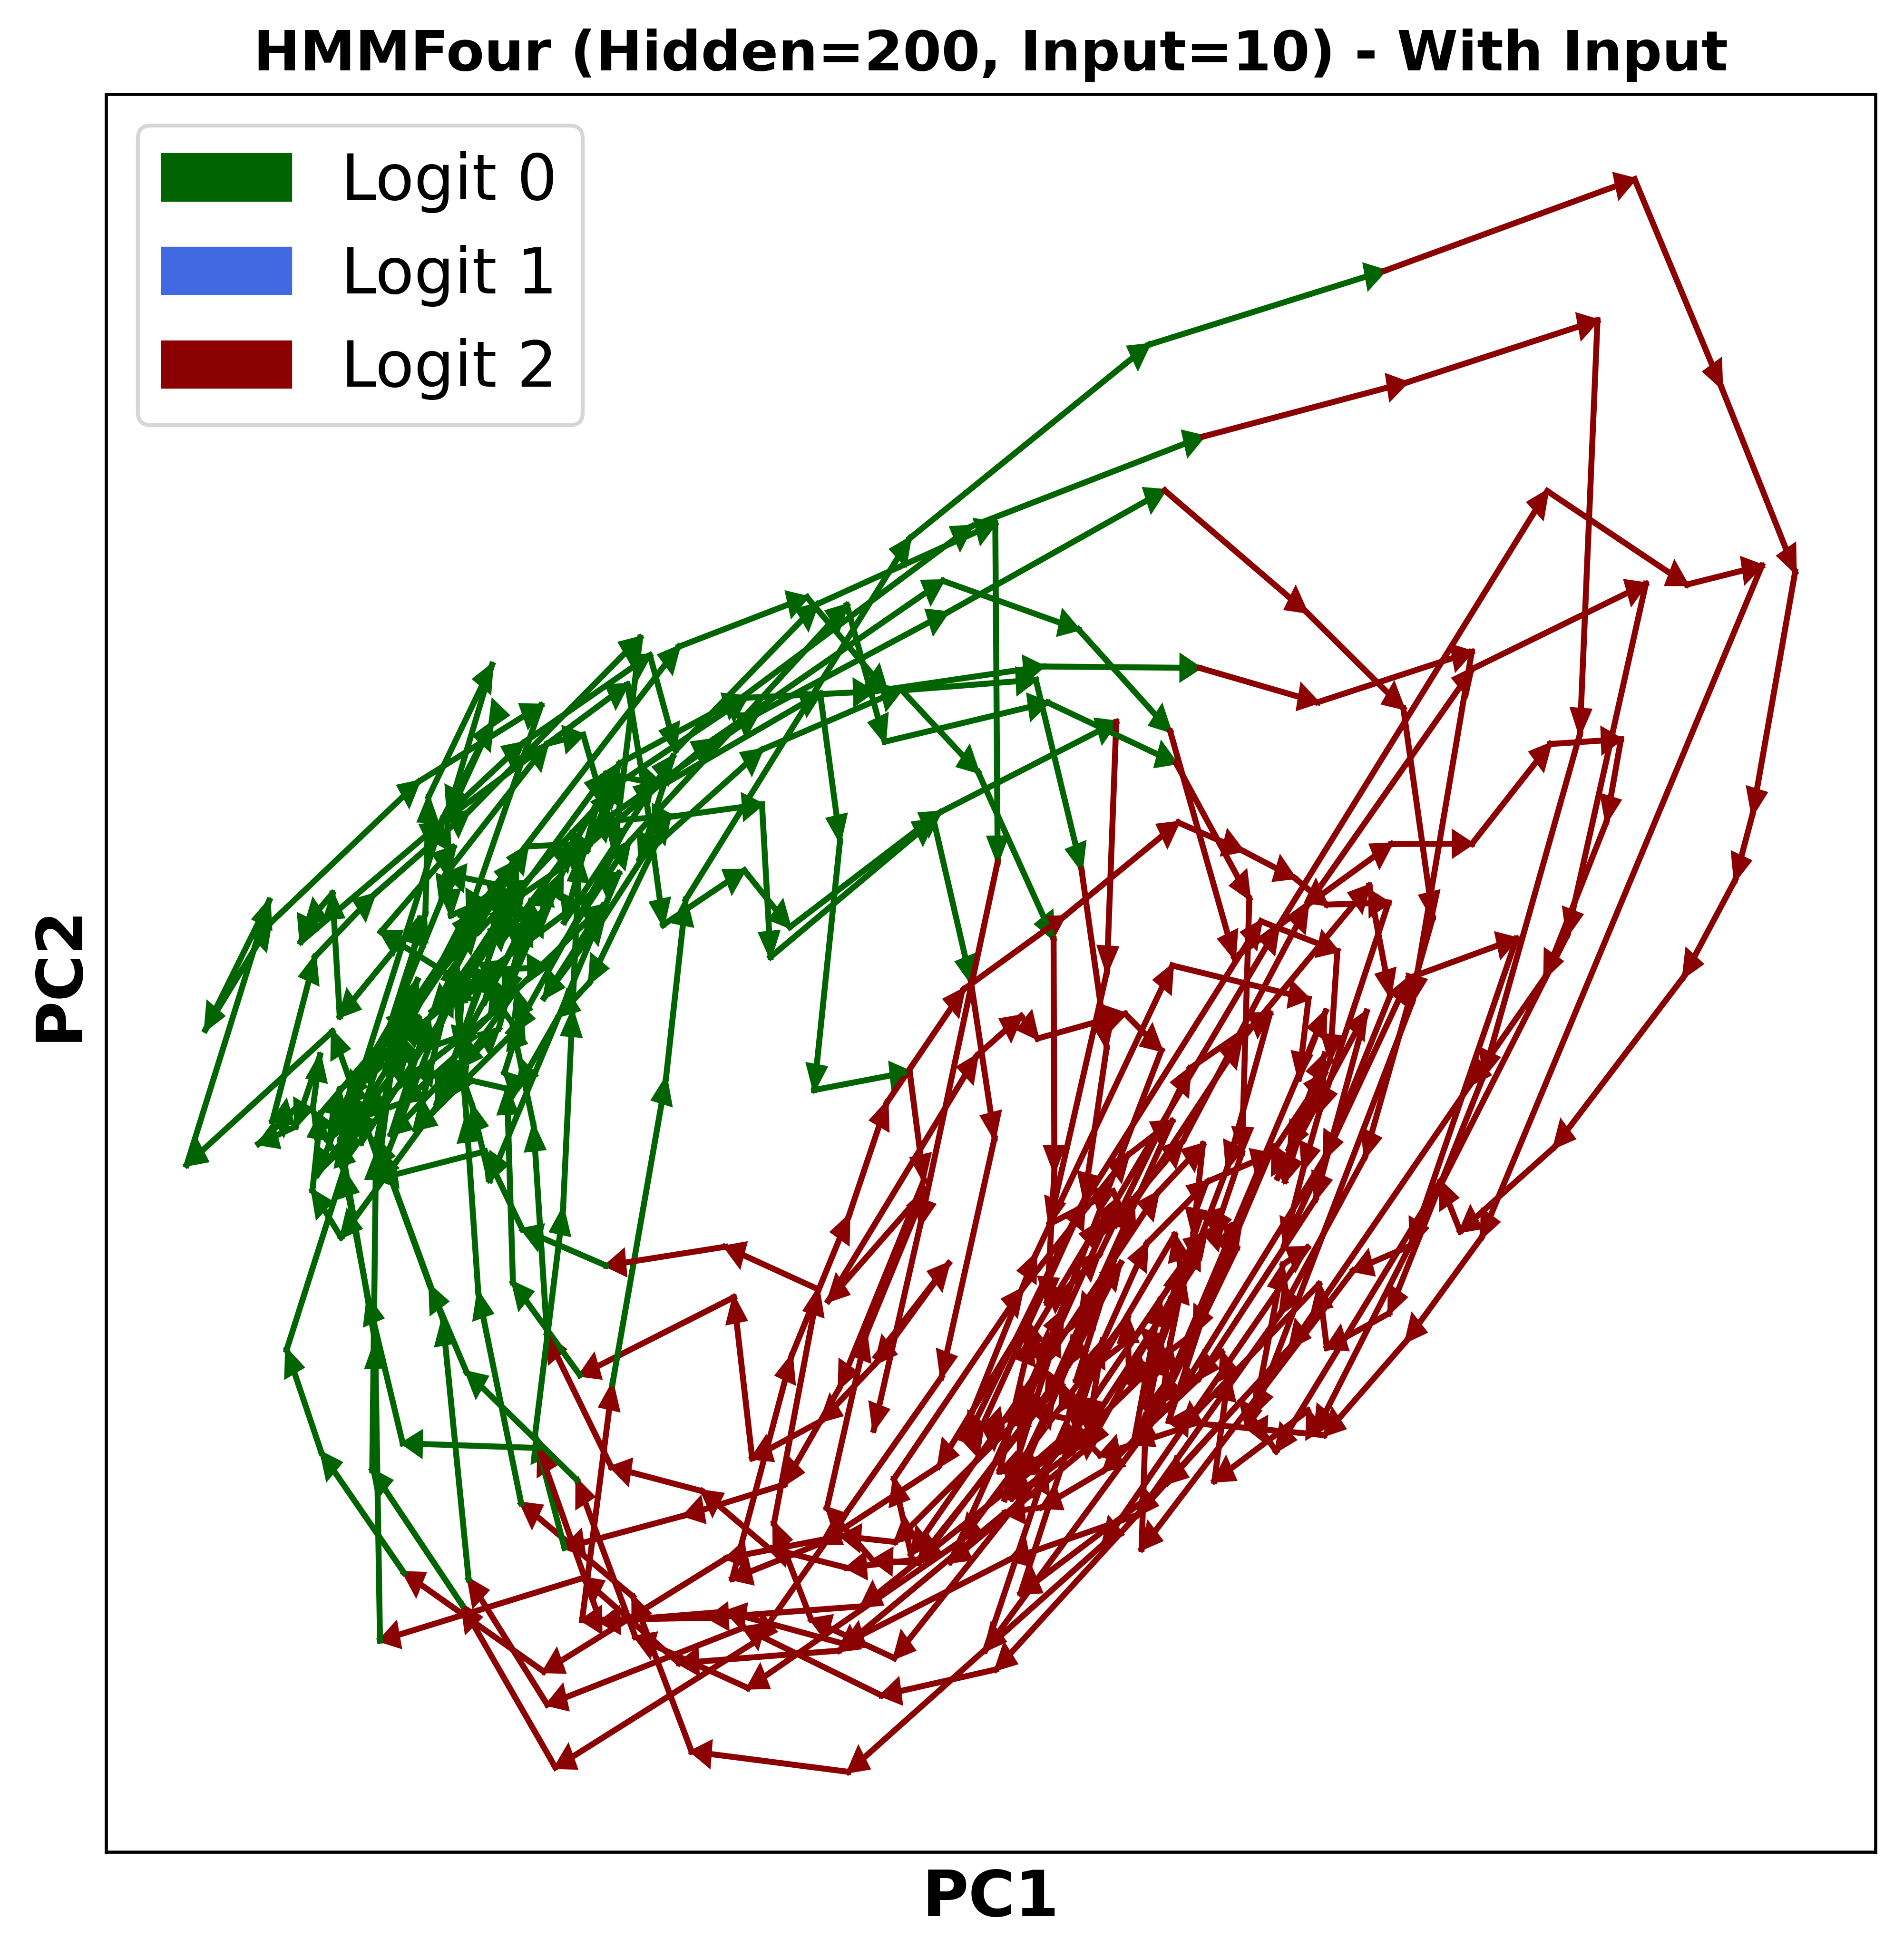 HMMFour (Hidden=200, Input=10) - With Input
Logit 0
Logit 1
Logit 2
PC2
PC1